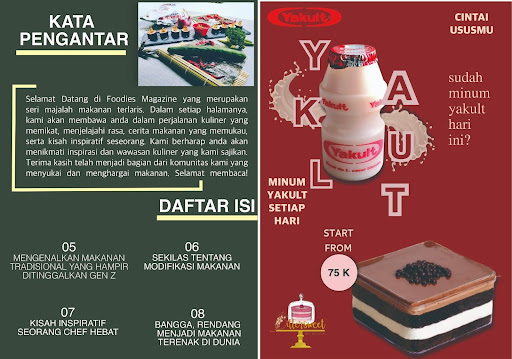 KATA
PENGANTAR
Selamat Datang di Foodies Magazine yang merupakan
seri majalah makanan terlaris. Dalam setiap halamanya,
kami akan membawa anda dalam perjalanan kuliner yang
memikat, menjelajahi rasa, cerita makanan yang memukau,
serta kisah inspiratif seseorang. Kami berharap anda akan
menikmati inspirasi dan wawasan kuliner yang kami sajikan.
Terima kasih telah menjadi bagian dari komunitas kami yang
menyukai dan menghargai makanan. Selamat membaca!
DAFTAR ISI
05
MENGENALKAN MAKANAN
TRADISIONAL YANG HAMPIR
DITINGGALKAN GEN Z
06
SEKILAS TENTANG
MODIFIKASI MAKANAN
07
KISAH INSPIRATIF
SEORANG CHEF HEBAT
08
BANGGA, RENDANG
MENJADI MAKANAN
TERENAK DI DUNIA
Yakult
CINTAI
USUSMU
Y A K U L T
Yakult
Yakult
sudah
minum
yakult
hari
ini?
MINUM
YAKULT
SETIAP
HARI
START
FROM
75 K